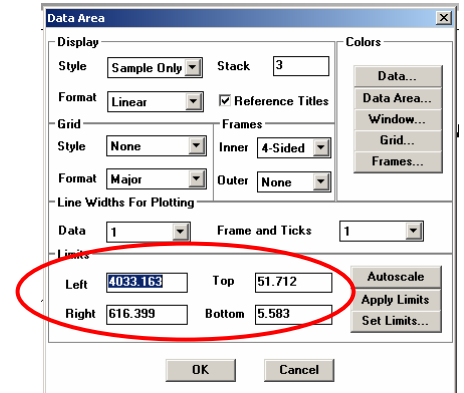 Data Area
Display
Colors
Style Sample Only Stack 3
Data...
Format Linear Reference Titles
Data Area...
Window...
Grid Frames
Grid...
Style None Inner 4-Sided
Frames...
Format Major Outer None
Line Widths For Plotting
Data 1 Frame and Ticks 1
Limits
Left 4033.163 Top 51.712
Autoscale
Apply Limits
Right 616.399 Bottom 5.583
Set Limits...
OK Cancel